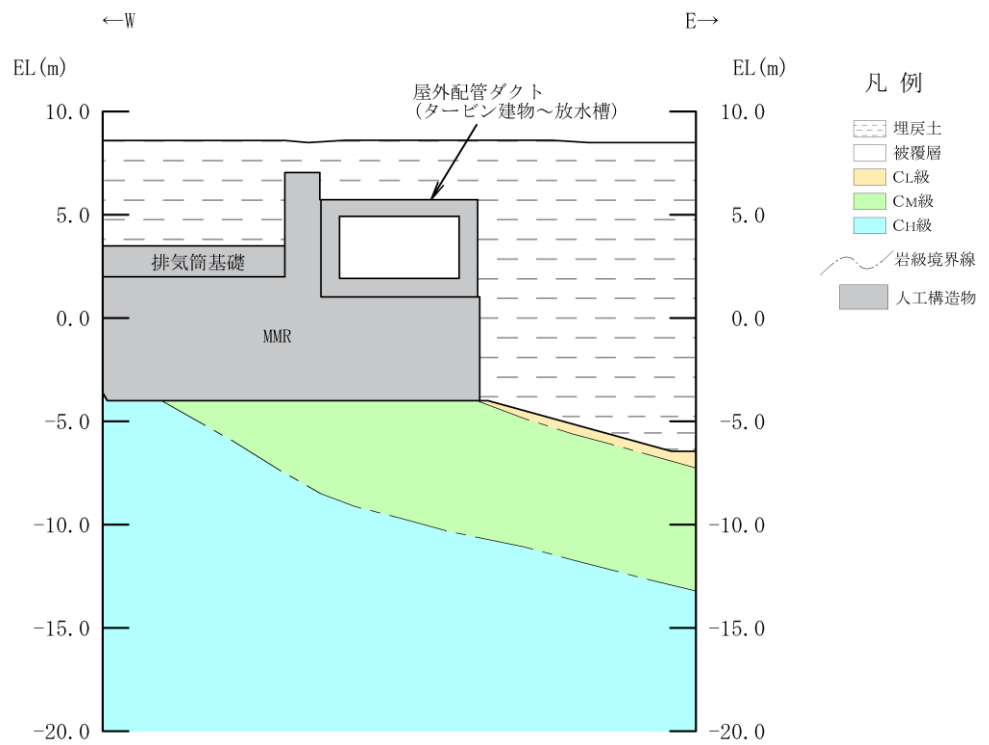 ←W
E→
EL(m)
EL(m)
凡 例
10.0
5.0
0.0
-5.0
-10.0
-15.0
-20.0
屋外配管ダクト
(タービン建物～放水槽)
排気筒基礎
MMR
10.0
5.0
0.0
-5.0
-10.0
-15.0
-20.0
埋戻土
被覆層
CL級
CM級
CH級
岩級境界線
人工構造物